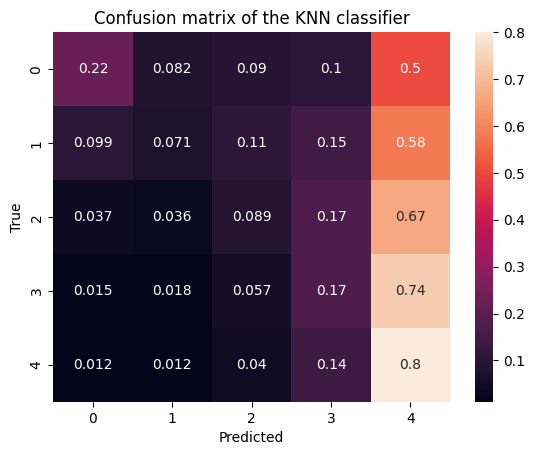 Confusion matrix of the KNN classifier
0 0.22 0.082 0.09 0.1 0.5
1 0.099 0.071 0.11 0.15 0.58
2 0.037 0.036 0.089 0.17 0.67
3 0.015 0.018 0.057 0.17 0.74
4 0.012 0.012 0.04 0.14 0.8
0 1 2 3 4
Predicted
True
0.8
0.7
0.6
0.5
0.4
0.3
0.2
0.1